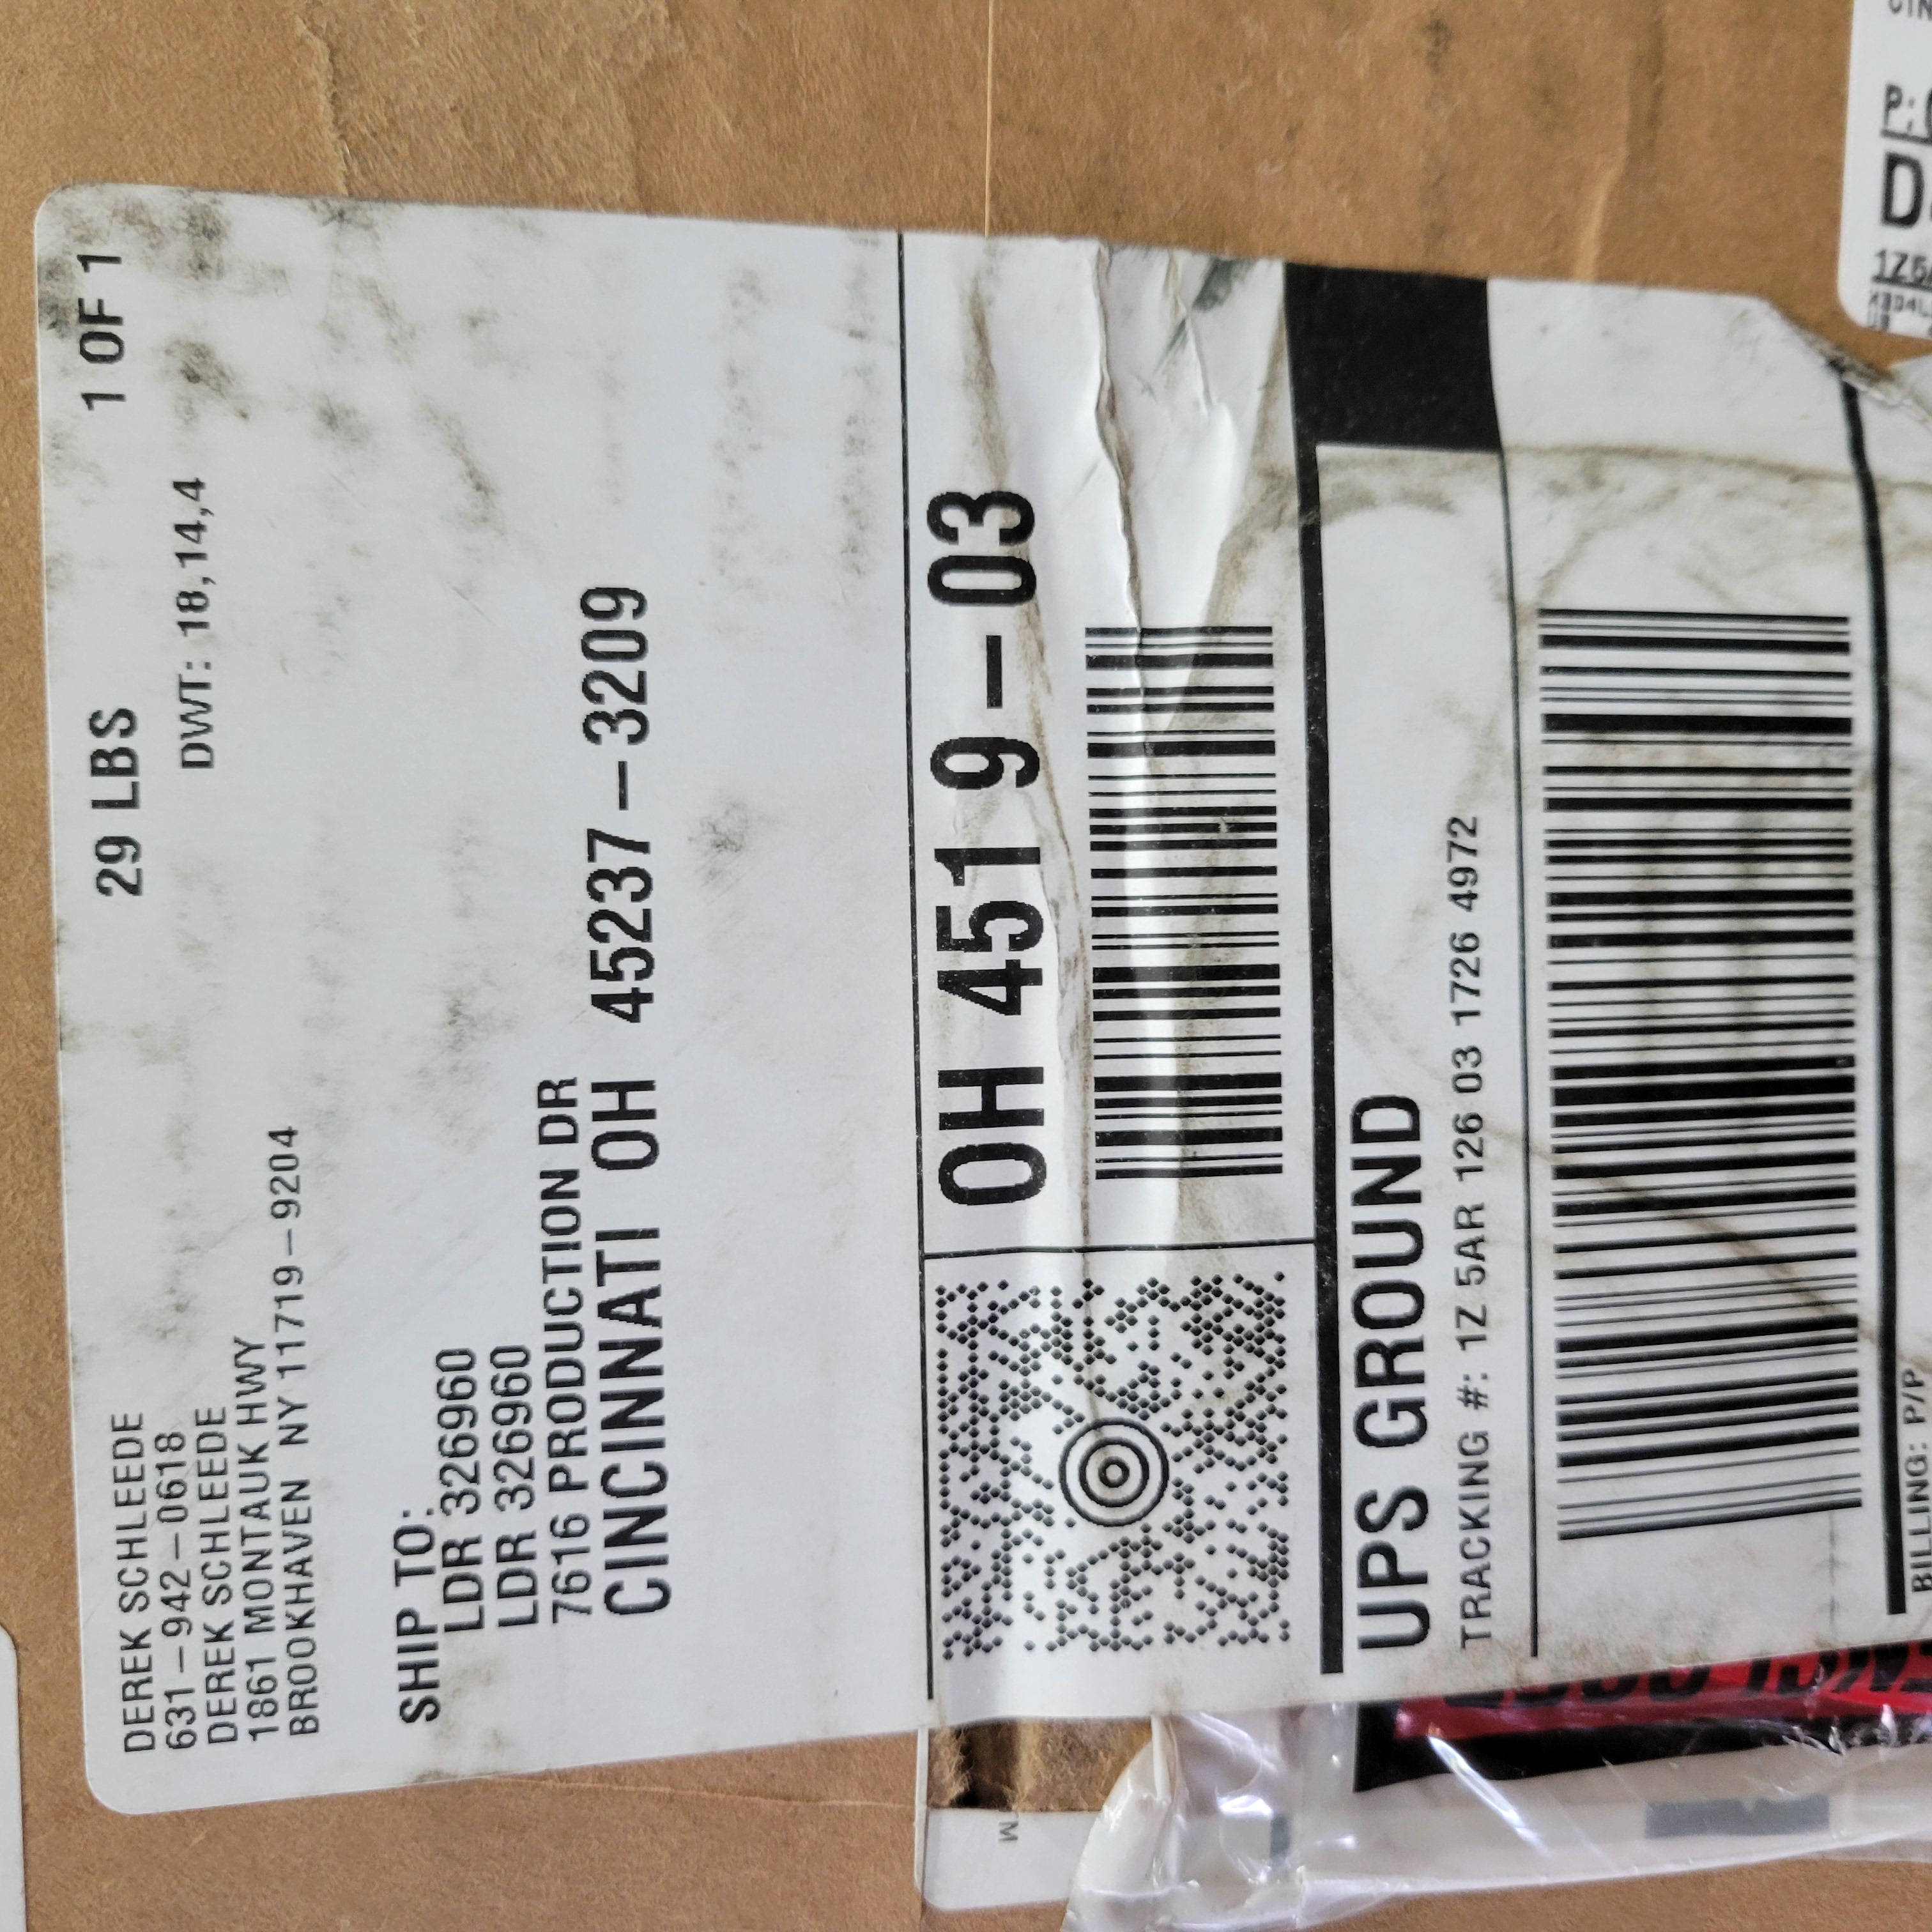 DEREK SCHLEEDE
631-942-0618
DEREK SCHLEEDE
1861 MONTAUK HWY
BROOKHAVEN NY 11719-9204
29 LBS
1 OF 1
DWT: 18,14,4
SHIP TO:
LDR 326960
LDR 326960
7616 PRODUCTION DR
CINCINNATI OH 45237-3209
OH 451 9-03
UPS GROUND
TRACKING #: 1Z 5AR 126 03 1726 4972
BILLING: P/P